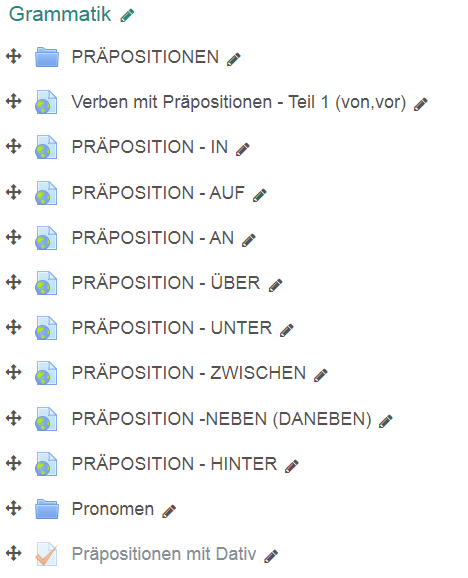 Grammatik
PRÄPOSITIONEN
Verben mit Präpositionen - Teil 1 (von,vor)
PRÄPOSITION - IN
PRÄPOSITION - AUF
PRÄPOSITION - AN
PRÄPOSITION - ÜBER
PRÄPOSITION - UNTER
PRÄPOSITION - ZWISCHEN
PRÄPOSITION -NEBEN (DANEBEN)
PRÄPOSITION - HINTER
Pronomen
Präpositionen mit Dativ